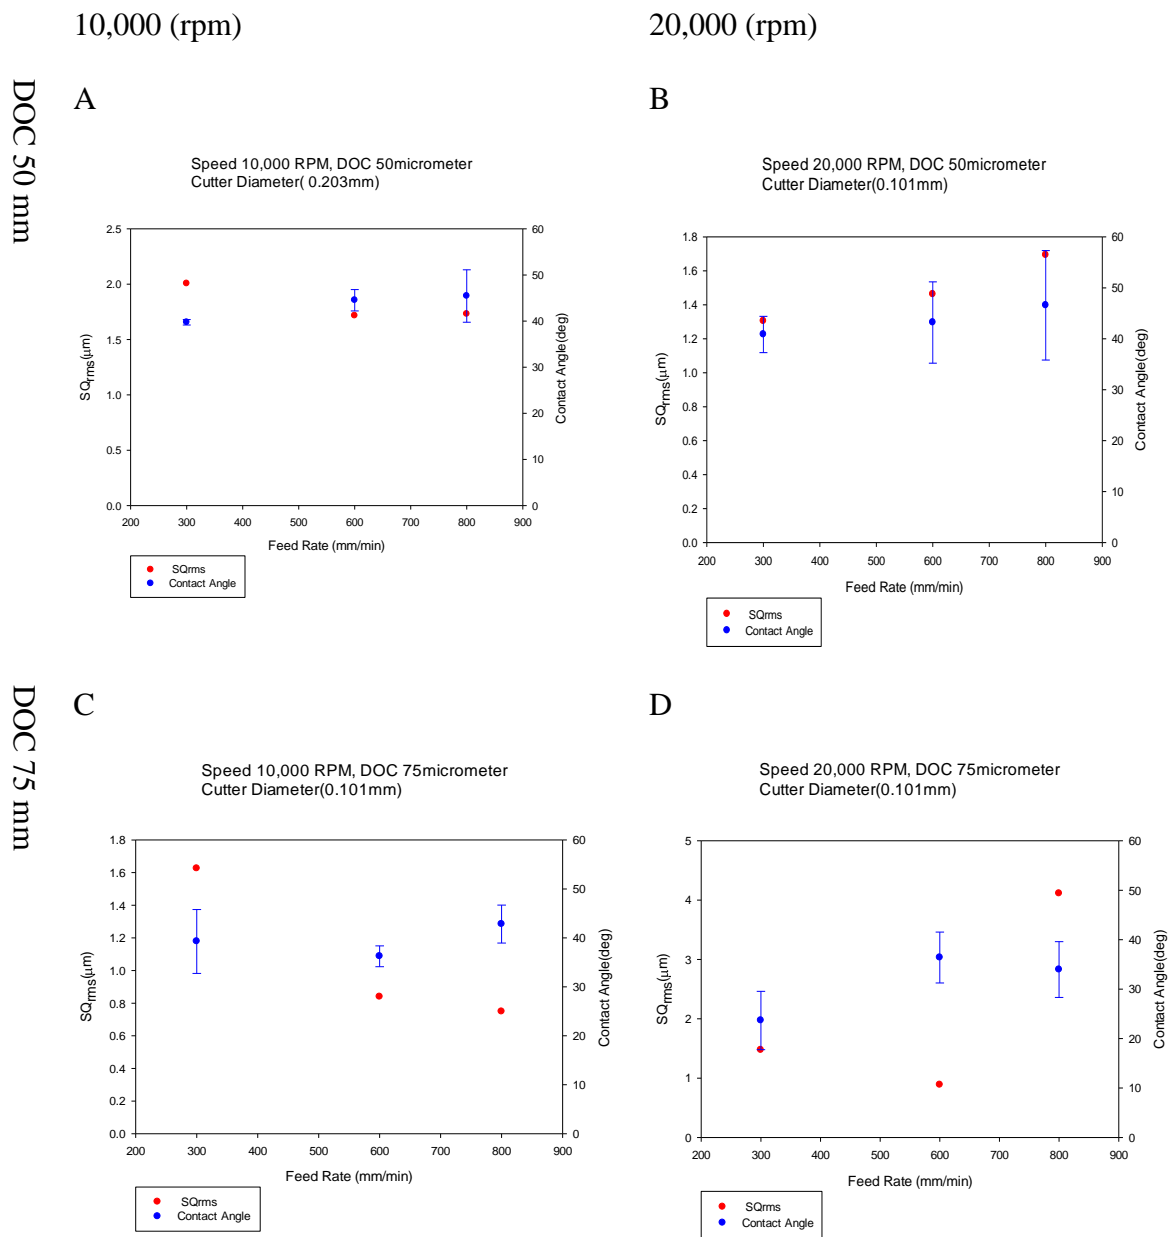 10,000 (rpm)
20,000 (rpm)
DOC 50 mm
A
Speed 10,000 RPM, DOC 50micrometer
Cutter Diameter( 0.203mm)
2.5
2.0
1.5
1.0
0.5
0.0
SQrms(μm)
60
50
40
30
20
10
0
Contact Angle(deg)
200 300 400 500 600 700 800 900
Feed Rate (mm/min)
SQrms
Contact Angle
B
Speed 20,000 RPM, DOC 50micrometer
Cutter Diameter(0.101mm)
1.8
1.6
1.4
1.2
1.0
0.8
0.6
0.4
0.2
0.0
SQrms(μm)
60
50
40
30
20
10
0
Contact Angle(deg)
200 300 400 500 600 700 800 900
Feed Rate (mm/min)
SQrms
Contact Angle
DOC 75 mm
C
Speed 10,000 RPM, DOC 75micrometer
Cutter Diameter(0.101mm)
1.8
1.6
1.4
1.2
1.0
0.8
0.6
0.4
0.2
0.0
SQrms(μm)
60
50
40
30
20
10
0
Contact Angle(deg)
200 300 400 500 600 700 800 900
Feed Rate (mm/min)
SQrms
Contact Angle
D
Speed 20,000 RPM, DOC 75micrometer
Cutter Diameter(0.101mm)
5
4
3
2
1
0
SQrms(μm)
60
50
40
30
20
10
0
Contact Angle(deg)
200 300 400 500 600 700 800 900
Feed Rate (mm/min)
SQrms
Contact Angle